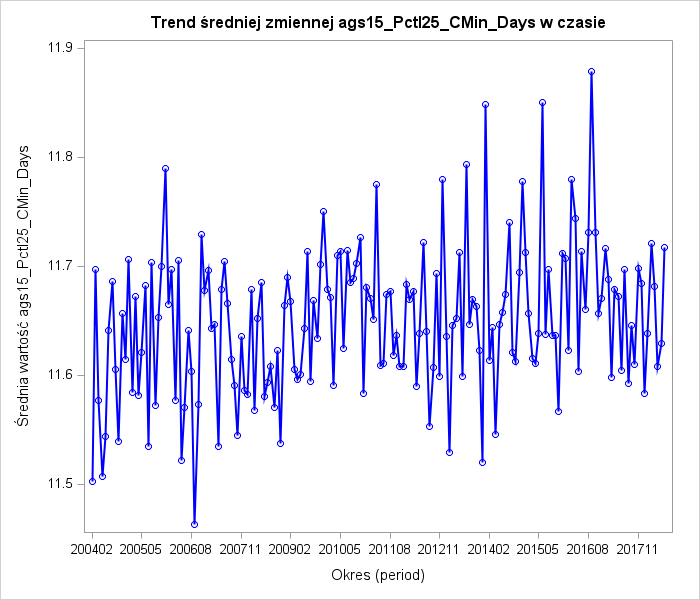 Trend średniej zmiennej ags15_Pctl25_CMin_Days w czasie
11.9
11.8
11.7
11.6
11.5
Średnia wartość ags15_Pctl25_CMin_Days
200402 200505 200608 200711 200902 201005 201108 201211 201402 201505 201608 201711
Okres (period)